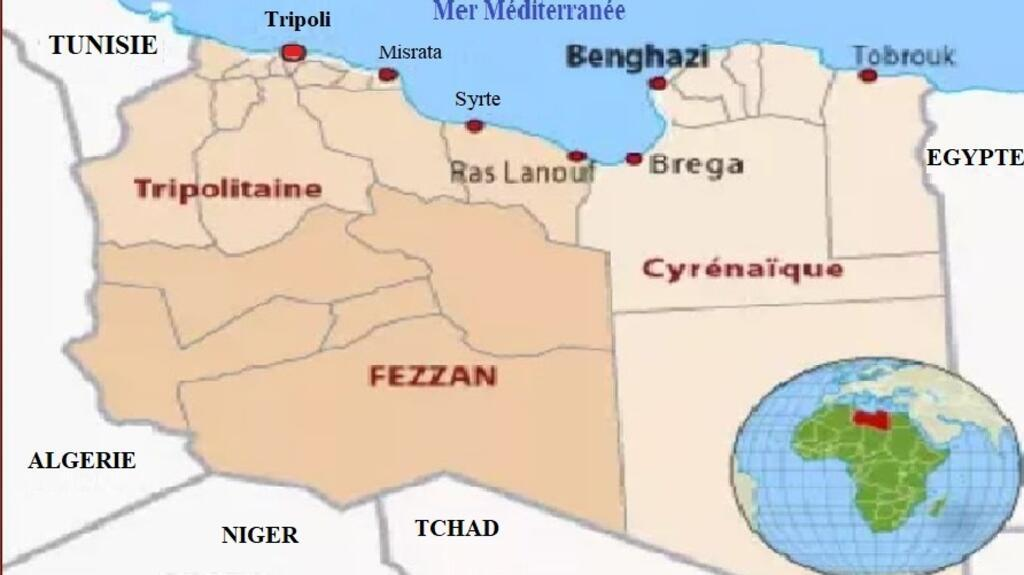 Mer Méditerranée
Tripoli
TUNISIE
Misrata
Benghazi
Tobrouk
Syrte
EGYPTE
Ras Lanouf
Brega
Tripolitaine
Cyrénaïque
FEZZAN
ALGERIE
NIGER
TCHAD